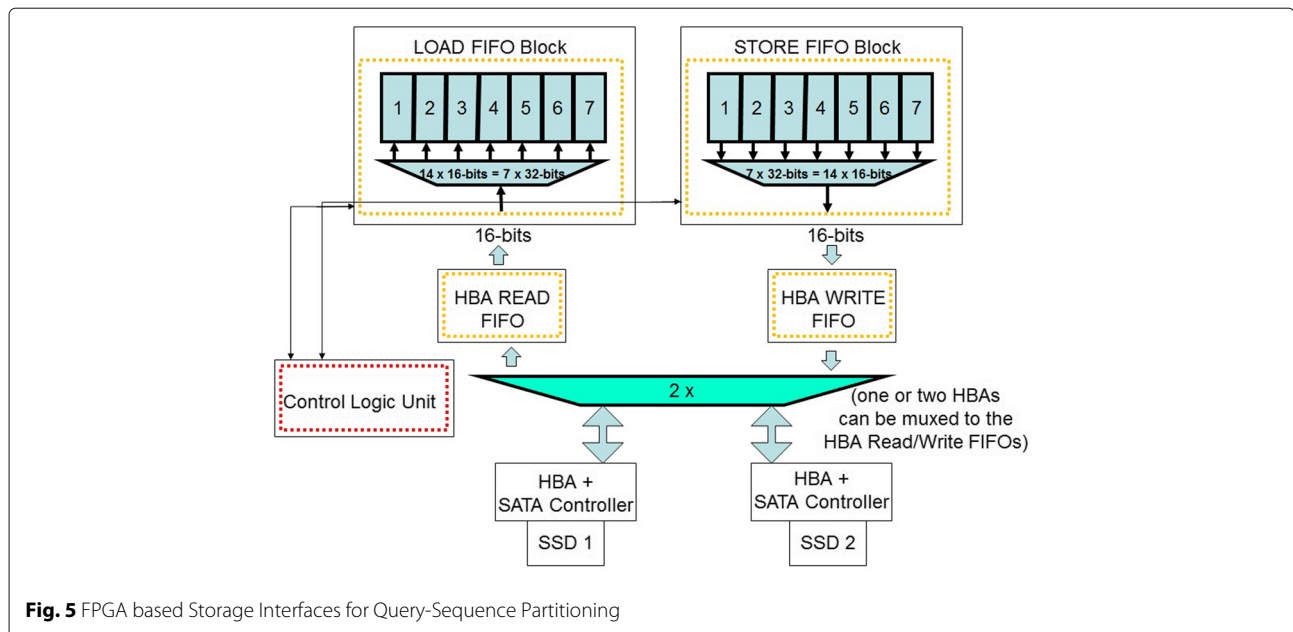 LOAD FIFO Block
1 2 3 4 5 6 7
14 x 16-bits = 7 x 32-bits
16-bits
STORE FIFO Block
1 2 3 4 5 6 7
7 x 32-bits = 14 x 16-bits
16-bits
HBA READ
FIFO
HBA WRITE
FIFO
Control Logic Unit
2 x
(one or two HBAs
can be muxed to the
HBA Read/Write FIFOs)
HBA +
SATA Controller
SSD 1
HBA +
SATA Controller
SSD 2
Fig. 5 FPGA based Storage Interfaces for Query-Sequence Partitioning